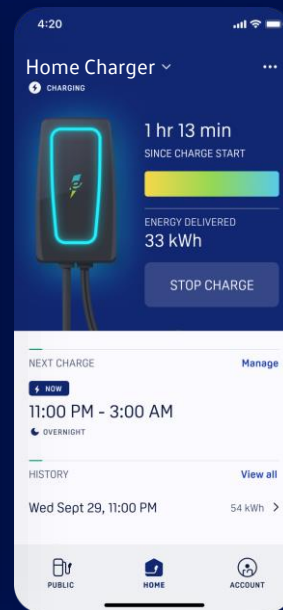 4:20
Home Charger
CHARGING
1 hr 13 min
SINCE CHARGE START
ENERGY DELIVERED
33 kWh
STOP CHARGE
NEXT CHARGE Manage
NOW
11:00 PM - 3:00 AM
OVERNIGHT
HISTORY View all
Wed Sept 29, 11:00 PM 54 kWh
PUBLIC HOME ACCOUNT